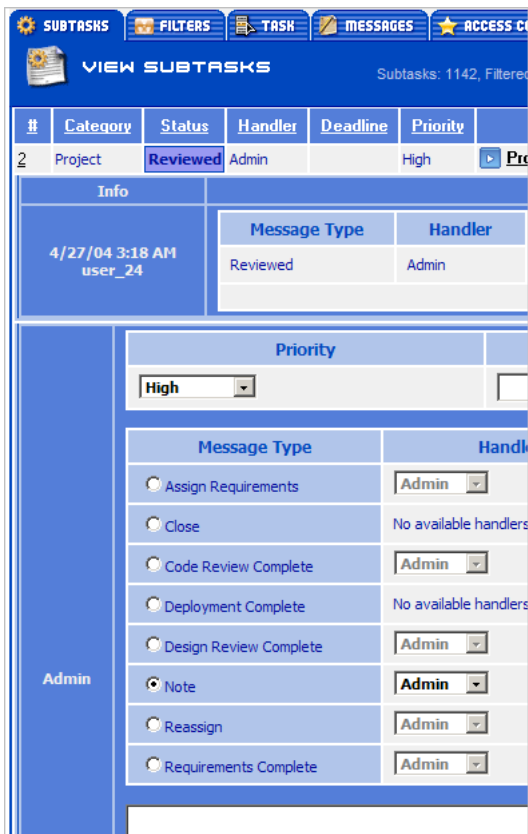 SUBTASKS FILTERS TASK MESSAGES ACCESS
VIEW SUBTASKS
Subtasks: 1142, Filtered
# Category Status Handler Deadline Priority
2 Project Reviewed Admin High
Info
Message Type Handler
4/27/04 3:18 AM
user_24
Reviewed Admin
Priority
High
Message Type
Assign Requirements Admin
Close No available handlers
Code Review Complete Admin
Deployment Complete No available handlers
Design Review Complete Admin
Admin
Note Admin
Reassign Admin
Requirements Complete Admin